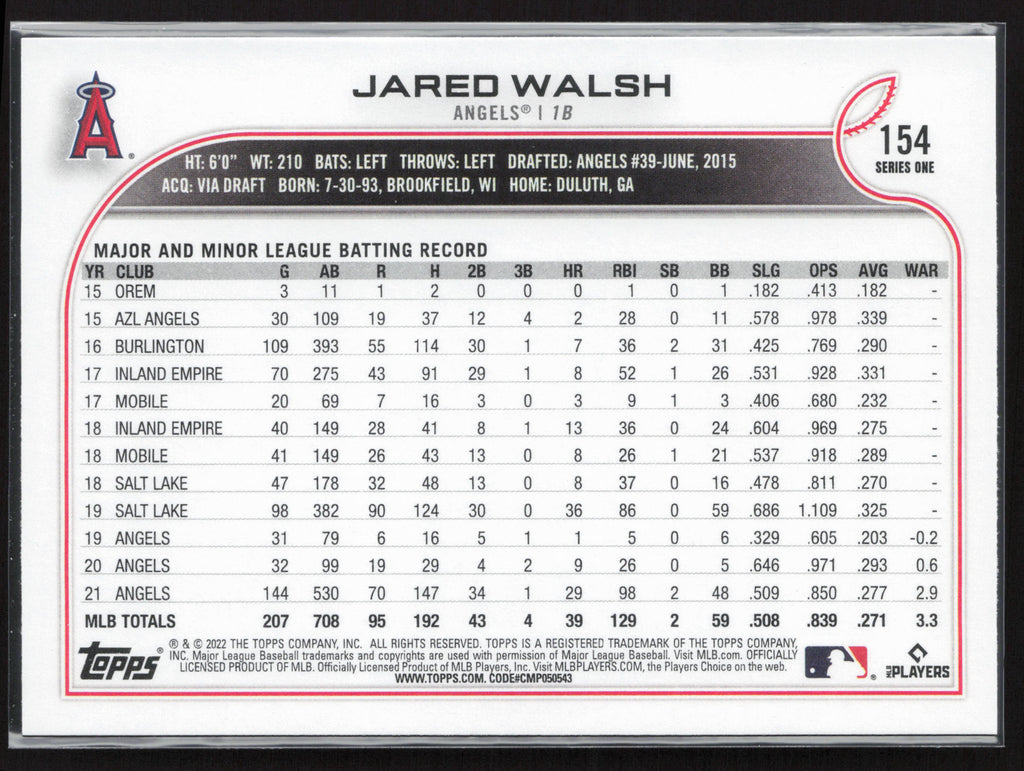 A
JARED WALSH
ANGELS® | 1B
154
SERIES ONE
HT: 6'0" WT: 210 BATS: LEFT THROWS: LEFT DRAFTED: ANGELS #39-JUNE, 2015
ACQ: VIA DRAFT BORN: 7-30-93, BROOKFIELD, WI HOME: DULUTH, GA
MAJOR AND MINOR LEAGUE BATTING RECORD
YR CLUB G AB R H 2B 3B HR RBI SB BB SLG OPS AVG WAR
15 OREM 3 11 1 2 0 0 0 1 0 1 .182 .413 .182 -
15 AZL ANGELS 30 109 19 37 12 4 2 28 0 11 .578 .978 .339 -
16 BURLINGTON 109 393 55 114 30 1 7 36 2 31 .425 .769 .290 -
17 INLAND EMPIRE 70 275 43 91 29 1 8 52 1 26 .531 .928 .331 -
17 MOBILE 20 69 7 16 3 0 3 9 1 3 .406 .680 .232 -
18 INLAND EMPIRE 40 149 28 41 8 1 13 36 0 24 .604 .969 .275 -
18 MOBILE 41 149 26 43 13 0 8 26 1 21 .537 .918 .289 -
18 SALT LAKE 47 178 32 48 13 0 8 37 0 16 .478 .811 .270 -
19 SALT LAKE 98 382 90 124 30 0 36 86 0 59 .686 1.109 .325 -
19 ANGELS 31 79 6 16 5 1 1 5 0 6 .329 .605 .203 -0.2
20 ANGELS 32 99 19 29 4 2 9 26 0 5 .646 .971 .293 0.6
21 ANGELS 144 530 70 147 34 1 29 98 2 48 .509 .850 .277 2.9
MLB TOTALS 207 708 95 192 43 4 39 129 2 59 .508 .839 .271 3.3
® & © 2022 THE TOPPS COMPANY, INC. ALL RIGHTS RESERVED. TOPPS IS A REGISTERED TRADEMARK OF THE TOPPS COMPANY,
INC. Major League Baseball trademarks and copyrights are used with permission of Major League Baseball. Visit MLB.com. OFFICIALLY
LICENSED PRODUCT OF MLB. Officially Licensed Product of MLB Players, Inc. Visit MLBPLAYERS.COM, the Players Choice on the web.
WWW.TOPPS.COM. CODE#CMP050543
Topps®
MLB PLAYERS